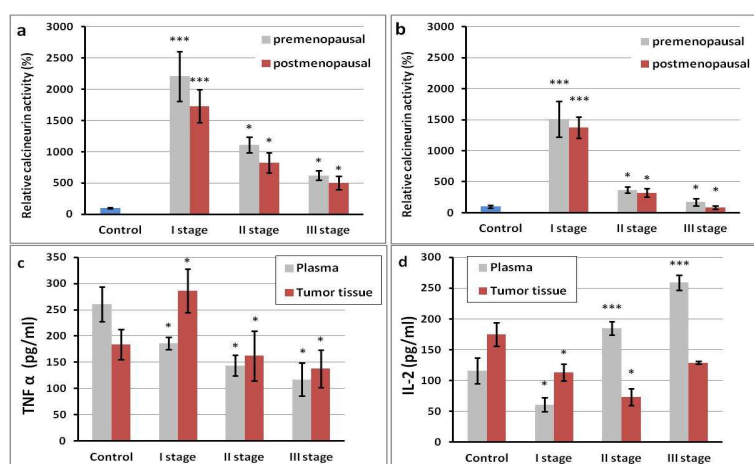 a
Relative calcineurin activity (%)
3000
2500
2000
1500
1000
500
0
premenopausal
postmenopausal
***
***
*
*
*
*
Control
I stage
II stage
III stage
b
Relative calcineurin activity (%)
3000
2500
2000
1500
1000
500
0
premenopausal
postmenopausal
***
***
*
*
*
*
Control
I stage
II stage
III stage
c
TNF α (pg/ml)
350
300
250
200
150
100
50
0
Plasma
Tumor tissue
*
*
*
*
*
*
Control
I stage
II stage
III stage
d
IL-2 (pg/ml)
300
250
200
150
100
50
0
Plasma
Tumor tissue
*
*
***
*
***
Control
I stage
II stage
III stage